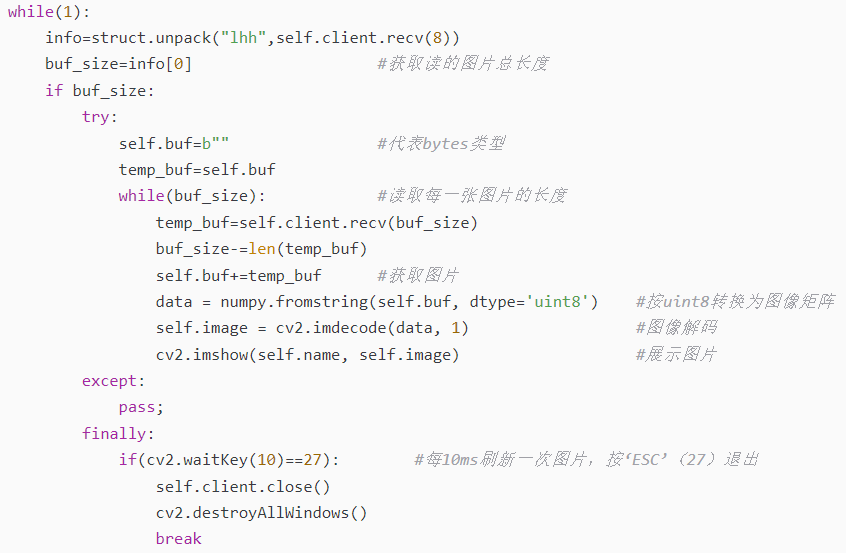 while(1):
    info=struct.unpack("lhh",self.client.recv(8))
    buf_size=info[0]                    #获取读的图片总长度
    if buf_size:
        try:
            self.buf=b""                #代表bytes类型
            temp_buf=self.buf
            while(buf_size):            #读取每一张图片的长度
                temp_buf=self.client.recv(buf_size)
                buf_size-=len(temp_buf)
                self.buf+=temp_buf      #获取图片
                data = numpy.fromstring(self.buf, dtype='uint8')    #按uint8转换为图像矩阵
                self.image = cv2.imdecode(data, 1)                  #图像解码
                cv2.imshow(self.name, self.image)                   #展示图片
        except:
            pass;
        finally:
            if(cv2.waitKey(10)==27):        #每10ms刷新一次图片，按‘ESC’（27）退出
                self.client.close()
                cv2.destroyAllWindows()
                break